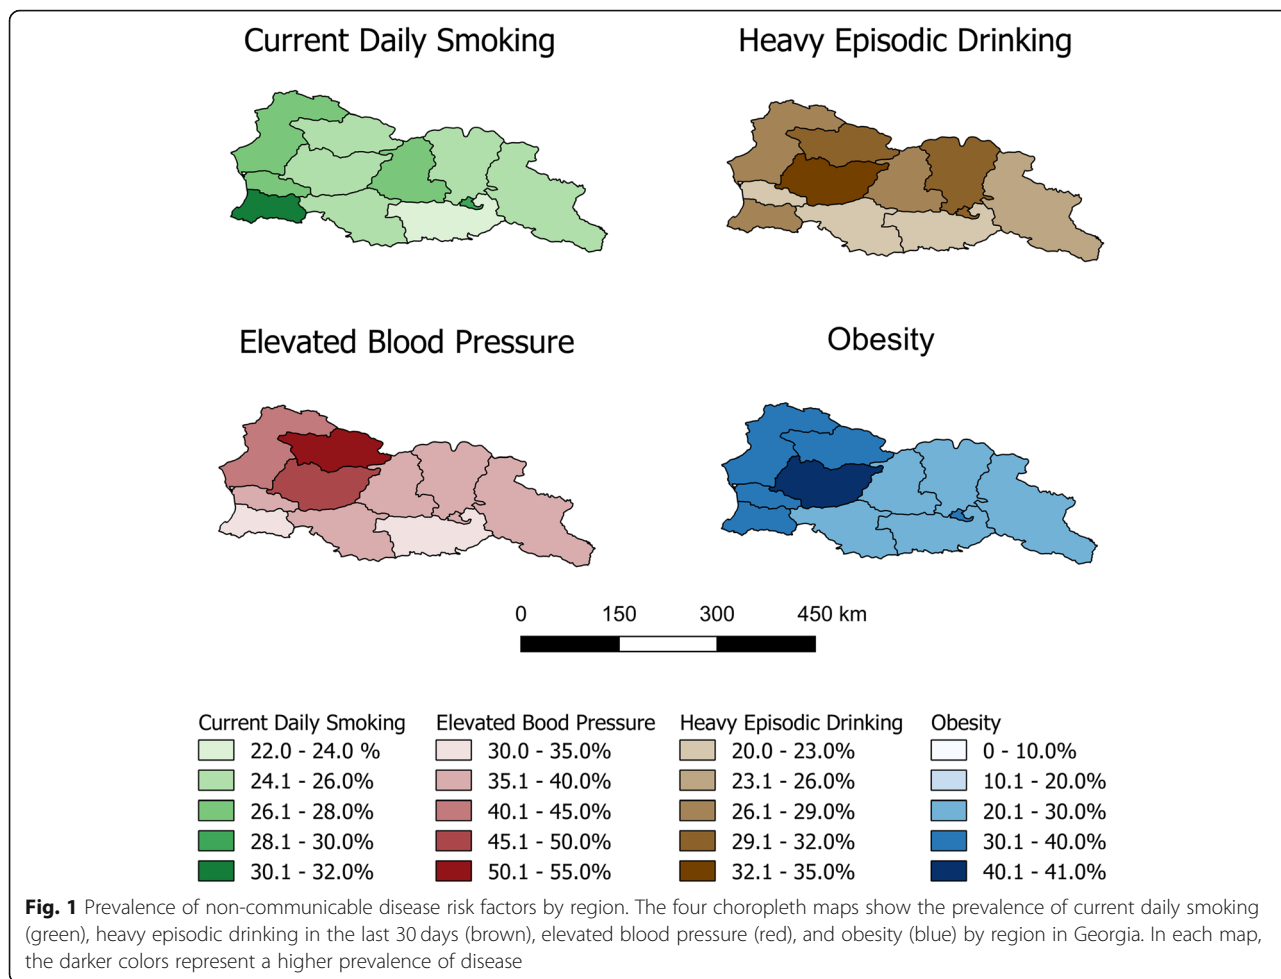 Current Daily Smoking
Heavy Episodic Drinking
Elevated Blood Pressure
Obesity
0 150 300 450 km
Current Daily Smoking
22.0 - 24.0 %
24.1 - 26.0%
26.1 - 28.0%
28.1 - 30.0%
30.1 - 32.0%
Elevated Bood Pressure
30.0 - 35.0%
35.1 - 40.0%
40.1 - 45.0%
45.1 - 50.0%
50.1 - 55.0%
Heavy Episodic Drinking
20.0 - 23.0%
23.1 - 26.0%
26.1 - 29.0%
29.1 - 32.0%
32.1 - 35.0%
Obesity
0 - 10.0%
10.1 - 20.0%
20.1 - 30.0%
30.1 - 40.0%
40.1 - 41.0%
Fig. 1 Prevalence of non-communicable disease risk factors by region. The four choropleth maps show the prevalence of current daily smoking
(green), heavy episodic drinking in the last 30 days (brown), elevated blood pressure (red), and obesity (blue) by region in Georgia. In each map,
the darker colors represent a higher prevalence of disease